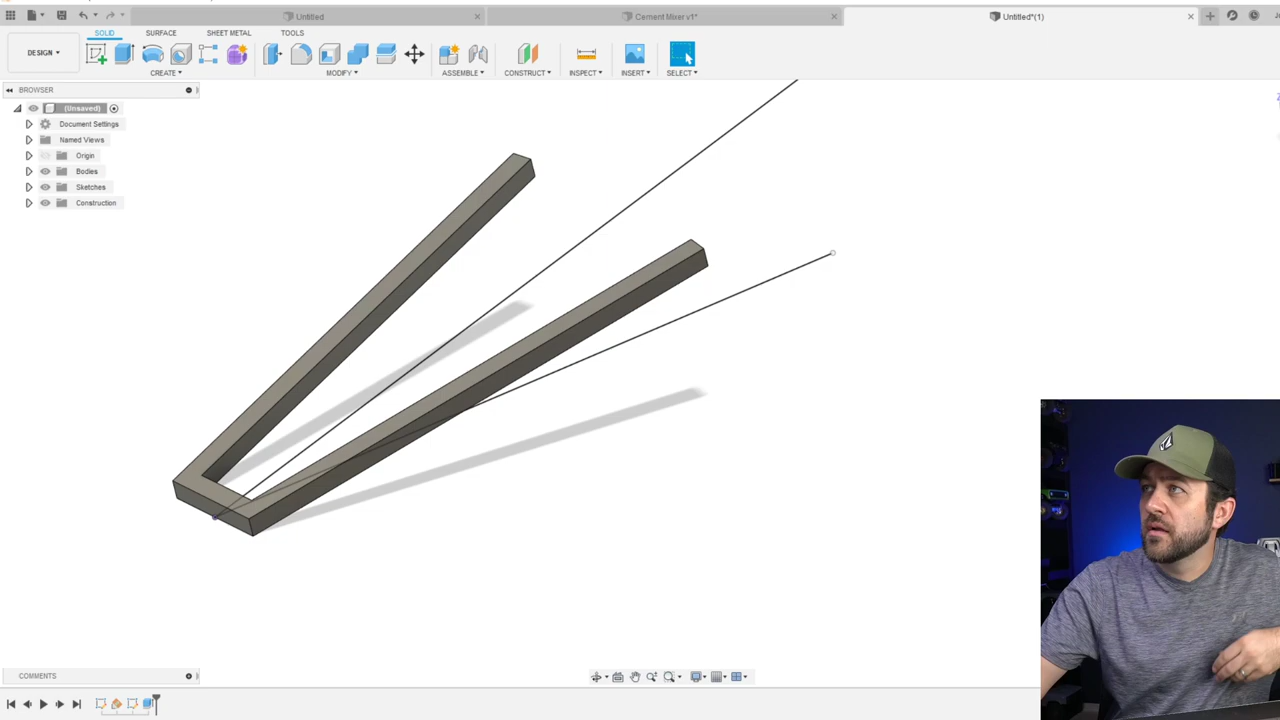 Untitled
Cement Mixer v1*
Untitled*(1)
SOLID
SURFACE
SHEET METAL
TOOLS
DESIGN
CREATE
MODIFY
ASSEMBLE
CONSTRUCT
INSPECT
INSERT
SELECT
BROWSER
(Unsaved)
Document Settings
Named Views
Origin
Bodies
Sketches
Construction
COMMENTS